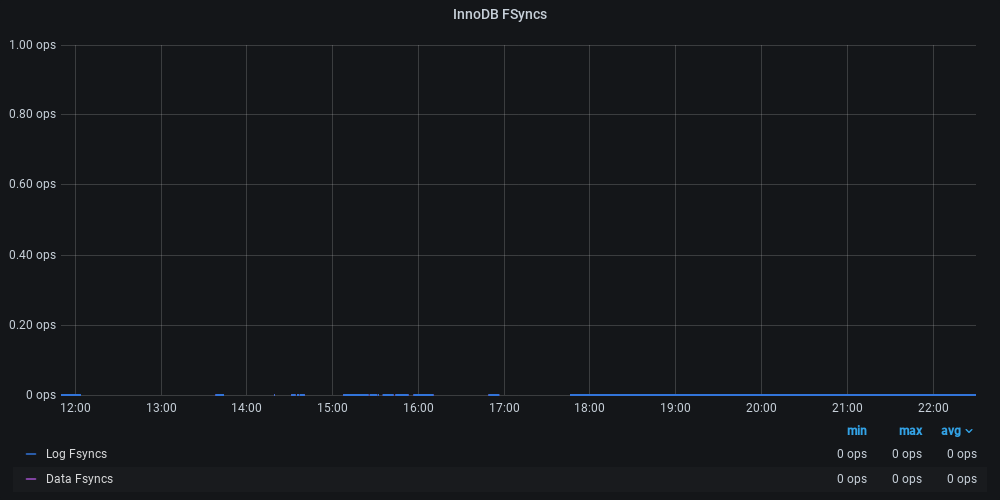 InnoDB FSyncs
1.00 ops
0.80 ops
0.60 ops
0.40 ops
0.20 ops
0 ops
12:00 13:00 14:00 15:00 16:00 17:00 18:00 19:00 20:00 21:00 22:00
min max avg
Log Fsyncs 0 ops 0 ops 0 ops
Data Fsyncs 0 ops 0 ops 0 ops